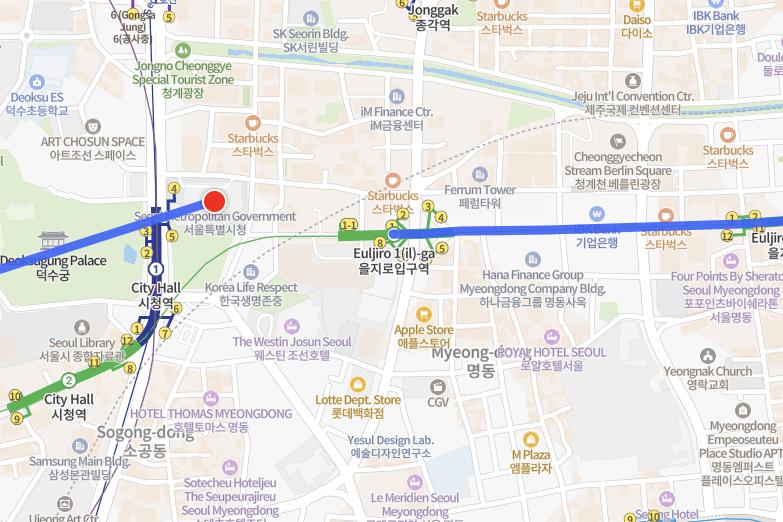 6 (Gongsa
Jung)
6(공사중)
5
6
5
Jonggak
종각역
Starbucks
스타벅스
Daiso
다이소
IBK Bank
IBK기업은행
SK Seorin Bldg.
SK서린빌딩
Jongno Cheonggye
Special Tourist Zone
청계광장
Deoksu ES
덕수초등학교
iM Finance Ctr.
iM금융센터
Jeju Int'l Convention Ctr.
제주국제 컨벤션센터
ART CHOSUN SPACE
아트조선 스페이스
Starbucks
스타벅스
Cheonggyecheon
Stream Berlin Square
청계천 베를린광장
Starbucks
스타벅스
Starbucks
스타벅스
Ferrum Tower
페럼타워
4
3
2
5
Seoul Metropolitan Government
서울특별시청
1-1
1
2
3
4
8
5
6
Euljiro 1(il)-ga
을지로입구역
IBK Bank
기업은행
Starbucks
스타벅스
1
2
12
11
Euljir
Deoksugung Palace
덕수궁
1
City Hall
시청역
Korea Life Respect
한국생명존중
Hana Finance Group
Myeongdong Company Bldg.
하나금융그룹 명동사옥
Four Points By Sherato
Seoul Myeongdong
포포인츠바이쉐라톤
서울명동
6
1
7
12
11
8
Seoul Library
서울시 종합자료관
The Westin Josun Seoul
웨스틴 조선호텔
Apple Store
애플스토어
Myeong-dong
명동
ROYAL HOTEL SEOUL
로얄호텔서울
Yeongnak Church
영락교회
2
City Hall
시청역
10
9
Lotte Dept. Store
롯데백화점
CGV
HOTEL THOMAS MYEONGDONG
호텔토마스 명동
Sogong-dong
소공동
Myeongdong
Empeoseuteu
Place Studio APT
명동엠퍼스트
플레이스오피스텔
Yesul Design Lab.
예술디자인연구소
M Plaza
엠플라자
Samsung Main Bldg.
삼성본관빌딩
Sotecheu Hoteljeu
The Seupeurajireu
Seoul Myeongdong
Le Meridien Seoul
Meyongdong
Ujeong Art Ctr.
Sejong Hotel
9
10